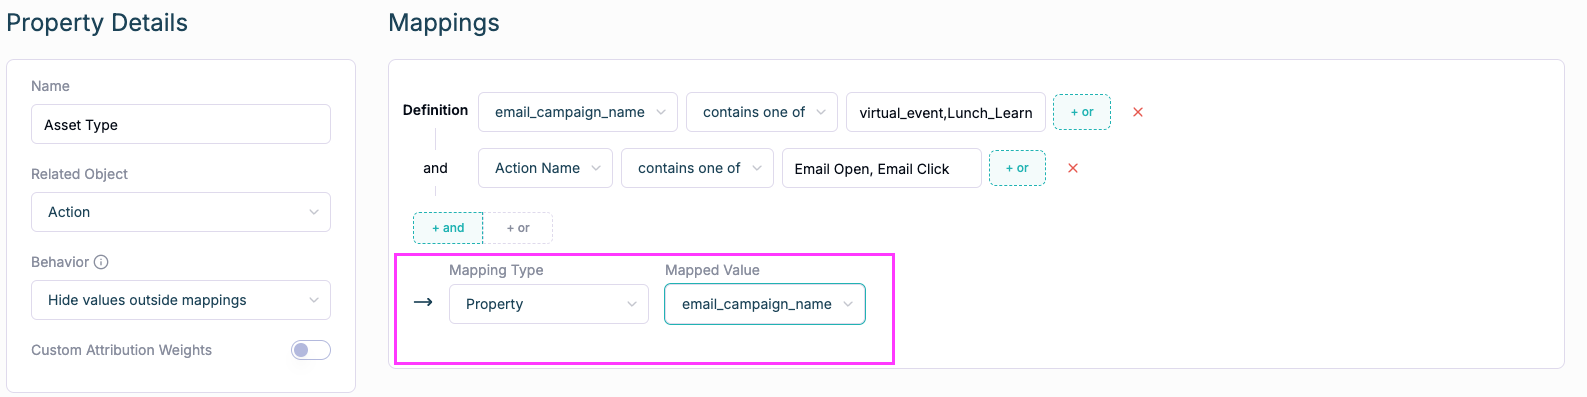 Property Details
Name
Asset Type
Related Object
Action
Behavior
Hide values outside mappings
Custom Attribution Weights
Mappings
Definition email_campaign_name contains one of virtual_event,Lunch_Learn + or
and Action Name contains one of Email Open, Email Click + or
+ and + or
Mapping Type Mapped Value
Property email_campaign_name